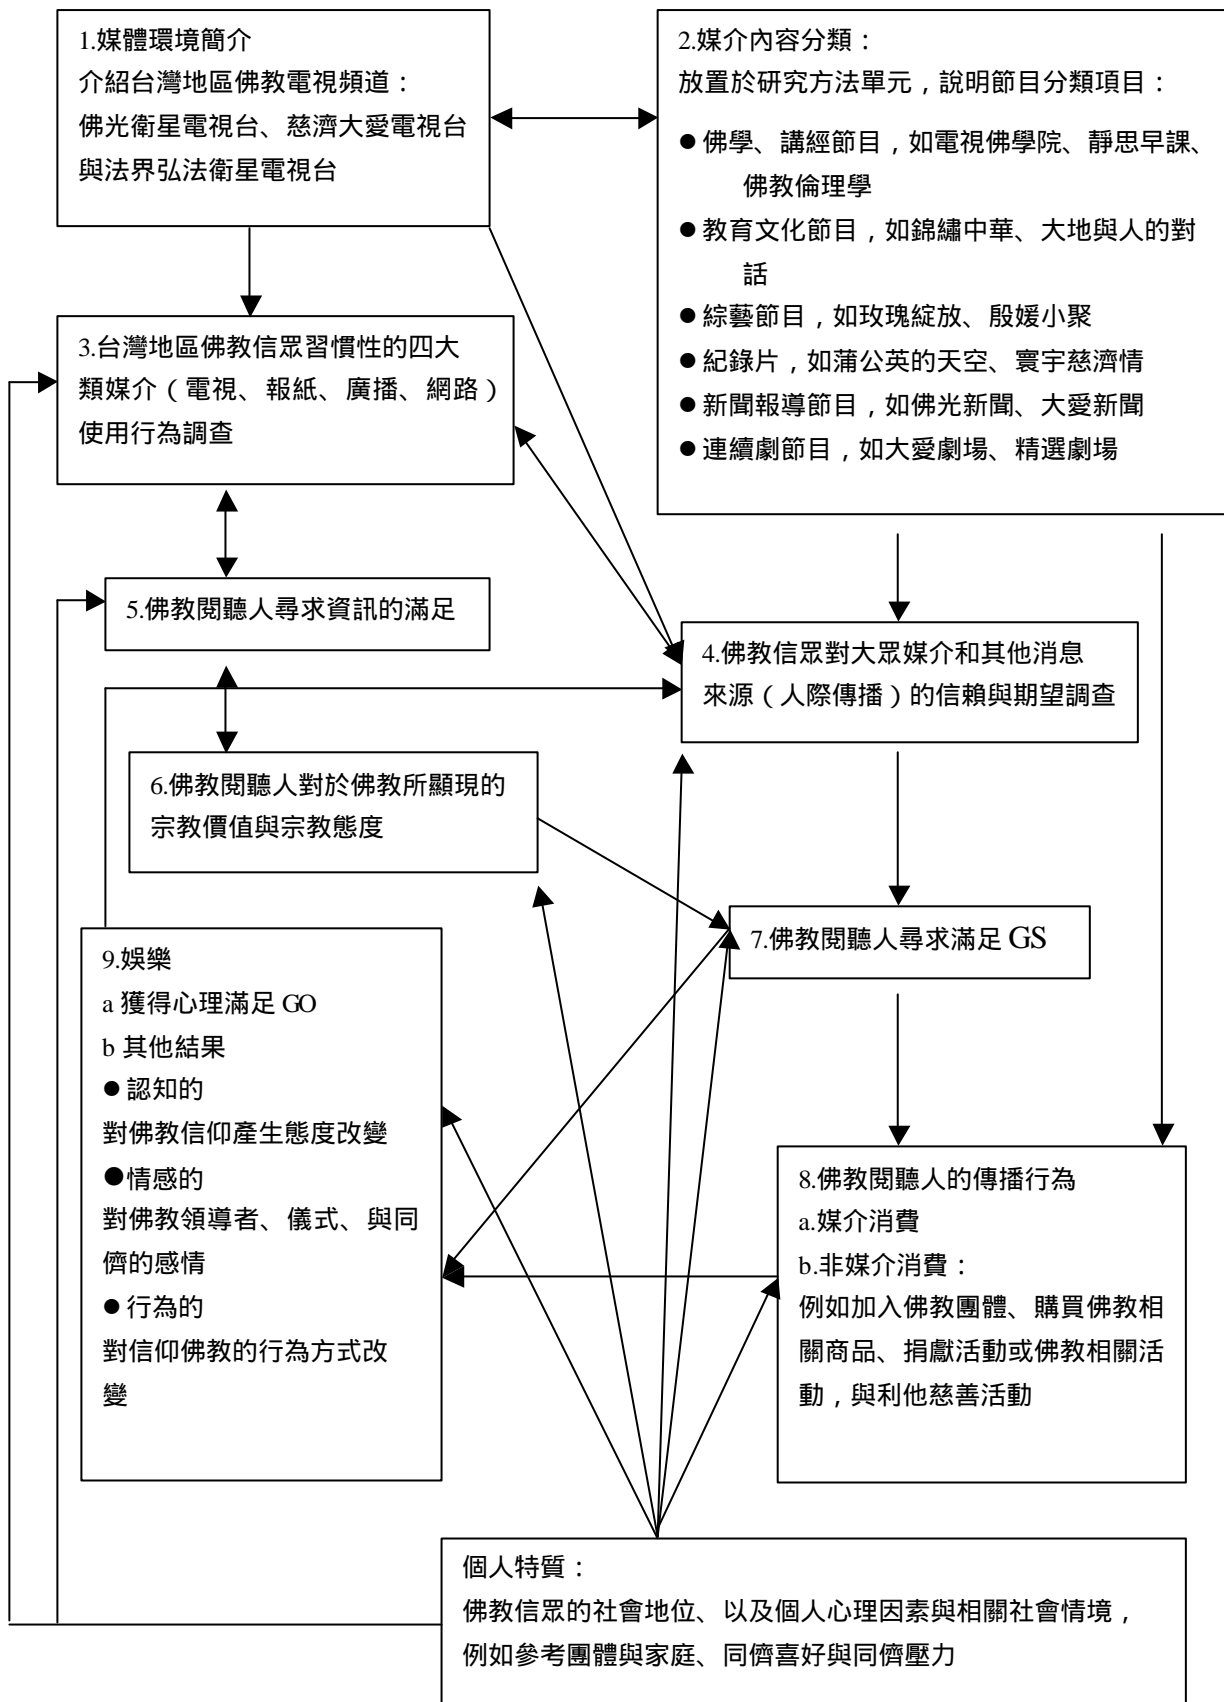 1.媒體環境簡介
介紹台灣地區佛教電視頻道：
佛光衛星電視台、慈濟大愛電視台
與法界弘法衛星電視台
2.媒介內容分類：
放置於研究方法單元，說明節目分類項目：
●佛學、講經節目，如電視佛學院、靜思早課、
佛教倫理學
●教育文化節目，如錦繡中華、大地與人的對
話
●綜藝節目，如玫瑰綻放、殷媛小聚
●紀錄片，如蒲公英的天空、寰宇慈濟情
●新聞報導節目，如佛光新聞、大愛新聞
●連續劇節目，如大愛劇場、精選劇場
3.台灣地區佛教信眾習慣性的四大
類媒介（電視、報紙、廣播、網路）
使用行為調查
5.佛教閱聽人尋求資訊的滿足
4.佛教信眾對大眾媒介和其他消息
來源（人際傳播）的信賴與期望調查
6.佛教閱聽人對於佛教所顯現的
宗教價值與宗教態度
7.佛教閱聽人尋求滿足 GS
9.娛樂
a 獲得心理滿足 GO
b 其他結果
●認知的
對佛教信仰產生態度改變
●情感的
對佛教領導者、儀式、與同
儕的感情
●行為的
對信仰佛教的行為方式改
變
8.佛教閱聽人的傳播行為
a.媒介消費
b.非媒介消費：
例如加入佛教團體、購買佛教相
關商品、捐獻活動或佛教相關活
動，與利他慈善活動
個人特質：
佛教信眾的社會地位、以及個人心理因素與相關社會情境，
例如參考團體與家庭、同儕喜好與同儕壓力